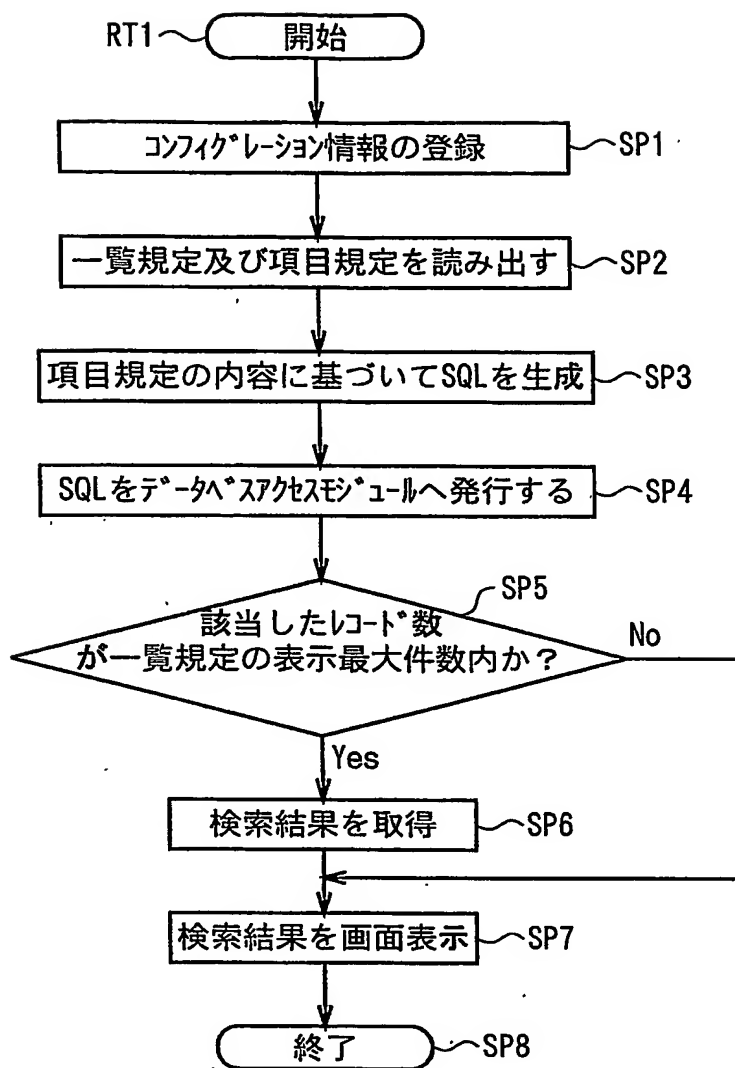 RT1
開始
コンフィグレーション情報の登録
SP1
一覧規定及び項目規定を読み出す
SP2
項目規定の内容に基づいてSQLを生成
SP3
SQLをデータベスアクセスモジュールへ発行する
SP4
SP5
該当したレコード数
が一覧規定の表示最大件数内か?
No
Yes
検索結果を取得
SP6
検索結果を画面表示
SP7
終了
SP8